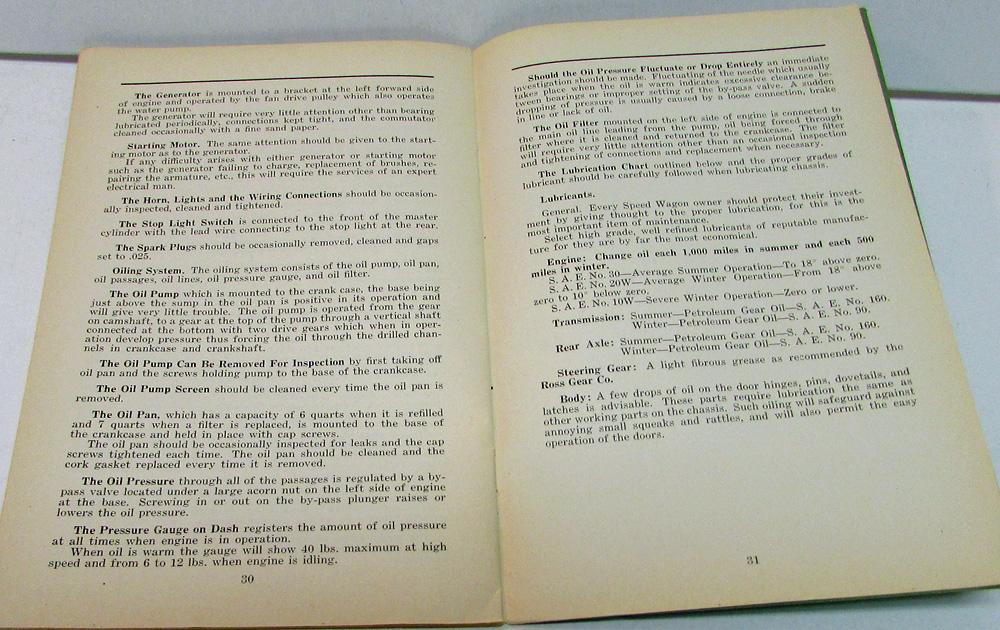 The Generator is mounted to a bracket at the left forward side
of engine and operated by the fan drive pulley which also operates
the water pump.
The generator will require very little attention other than bearing
lubricated periodically, connections kept tight, and the commutator
cleaned occasionally with a fine sand paper.
Starting Motor. The same attention should be given to the start-
ing motor as to the generator.
If any difficulty arises with either generator or starting motor
such as the generator failing to charge, replacement of brushes, re-
pairing the armature, etc., this will require the services of an expert
electrical man.
The Horn, Lights and the Wiring Connections should be occasion-
ally inspected, cleaned and tightened.
The Stop Light Switch is connected to the front of the master
cylinder with the lead wire connecting to the stop light at the rear.
The Spark Plugs should be occasionally removed, cleaned and gaps
set to .025.
Oiling System. The oiling system consists of the oil pump, oil pan,
oil passages, oil lines, oil pressure gauge, and oil filter.
The Oil Pump which is mounted to the crank case, the base being
just above the sump in the oil pan is positive in its operation and
will give very little trouble. The oil pump is operated from the gear
on camshaft, to a gear at the top of the pump through a vertical shaft
connected at the bottom with two drive gears which when in oper-
ation develop pressure thus forcing the oil through the drilled chan-
nels in crankcase and crankshaft.
The Oil Pump Can Be Removed For Inspection by first taking off
oil pan and the screws holding pump to the base of the crankcase.
The Oil Pump Screen should be cleaned every time the oil pan is
removed.
The Oil Pan, which has a capacity of 6 quarts when it is refilled
and 7 quarts when a filter is replaced, is mounted to the base of
the crankcase and held in place with cap screws.
The oil pan should be occasionally inspected for leaks and the cap
screws tightened each time. The oil pan should be cleaned and the
cork gasket replaced every time it is removed.
The Oil Pressure through all of the passages is regulated by a by-
pass valve located under a large acorn nut on the left side of engine
at the base. Screwing in or out on the by-pass plunger raises or
lowers the oil pressure.
The Pressure Gauge on Dash registers the amount of oil pressure
at all times when engine is in operation.
When oil is warm the gauge will show 40 lbs. maximum at high
speed and from 6 to 12 lbs. when engine is idling.
30
Should the Oil Pressure Fluctuate or Drop Entirely an immediate
investigation should be made. Fluctuating of the needle which usually
takes place when the oil is warm indicates excessive clearance be-
tween bearings or improper setting of the by-pass valve. A sudden
dropping of pressure is usually caused by a loose connection, brake
in line or lack of oil.
The Oil Filter mounted on the left side of engine is connected to
the main oil line leading from the pump, oil being forced through
filter where it is cleaned and returned to the crankcase. The filter
will require very little attention other than an occasional inspection
and tightening of connections and replacement when necessary.
The Lubrication Chart outlined below and the proper grades of
lubricant should be carefully followed when lubricating chassis.
Lubricants.
General. Every Speed Wagon owner should protect their invest-
ment by giving thought to the proper lubrication, for this is the
most important item of maintenance.
Select high grade, well refined lubricants of reputable manufac-
ture for they are by far the most economical.
Engine: Change oil each 1,000 miles in summer and each 500
miles in winter.
S. A. E. No. 30—Average Summer Operation—To 18° above zero.
S. A. E. No. 20W—Average Winter Operation—From 18° above
zero to 10° below zero.
S. A. E. No. 10W—Severe Winter Operation—Zero or lower.
Transmission: Summer—Petroleum Gear Oil—S. A. E. No. 160.
Winter—Petroleum Gear Oil—S. A. E. No. 90.
Rear Axle: Summer—Petroleum Gear Oil—S. A. E. No. 160.
Winter—Petroleum Gear Oil—S. A. E. No. 90.
Steering Gear: A light fibrous grease as recommended by the
Ross Gear Co.
Body: A few drops of oil on the door hinges, pins, dovetails, and
latches is advisable. These parts require lubrication the same as
other working parts on the chassis. Such oiling will safeguard against
annoying small squeaks and rattles, and will also permit the easy
operation of the doors.
31